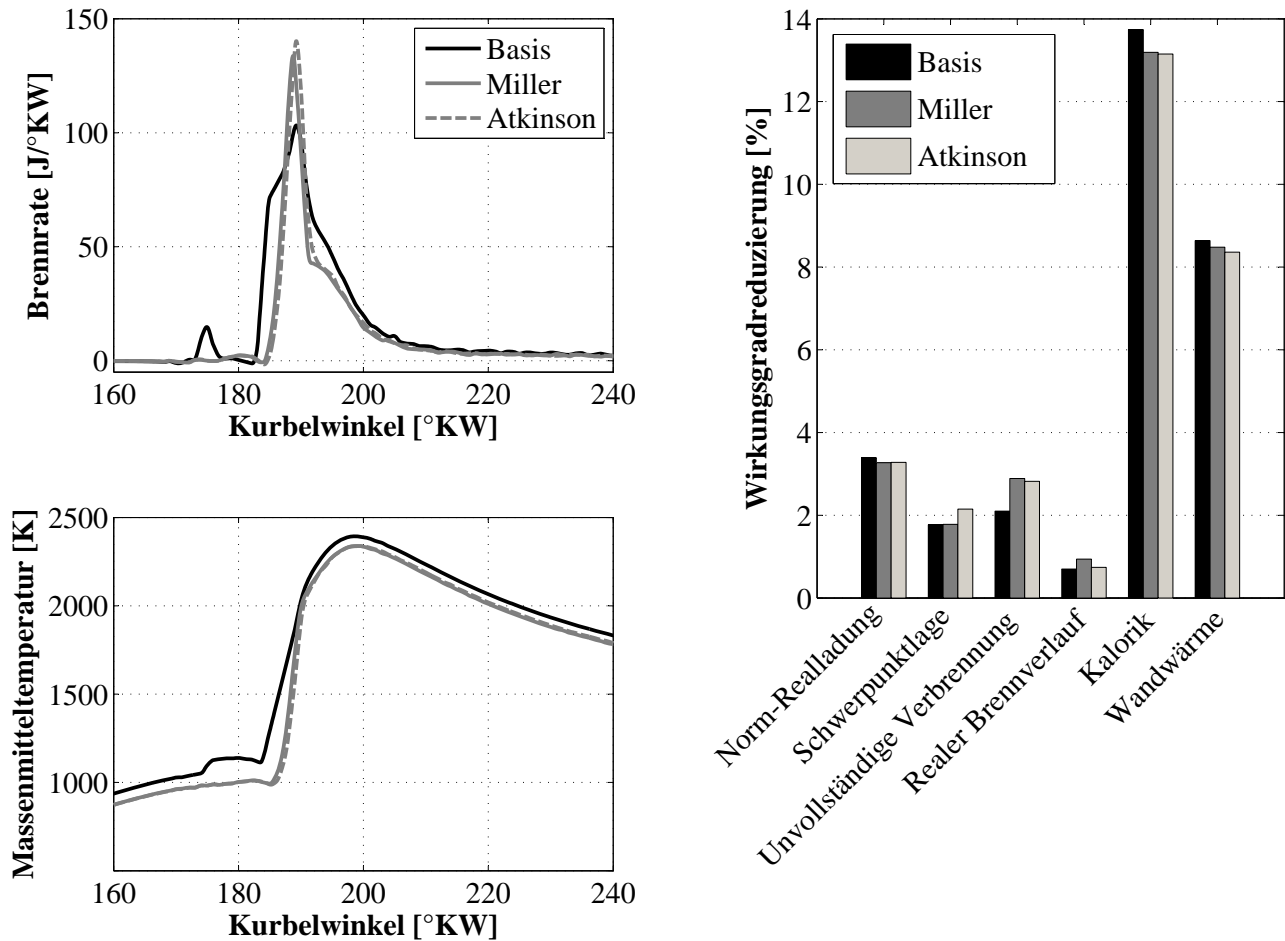 150
100
50
0
Brennrate [J/°KW]
Basis
Miller
Atkinson
160 180 200 220 240
Kurbelwinkel [°KW]
2500
2000
1500
1000
Massenmitteltemperatur [K]
160 180 200 220 240
Kurbelwinkel [°KW]
14
12
10
8
6
4
2
0
Wirkungsgradreduzierung [%]
Basis
Miller
Atkinson
Norm-Realladung
Schwerpunktlage
Unvollständige Verbrennung
Realer Brennverlauf
Kalorik
Wandwärme